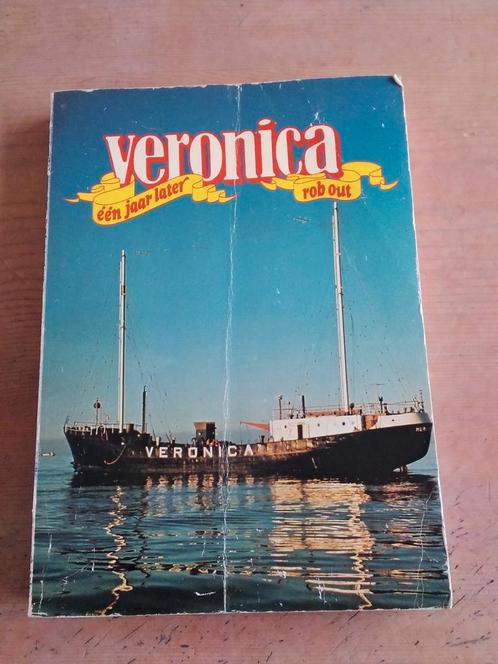 veronica
één jaar later
rob out
VERONICA